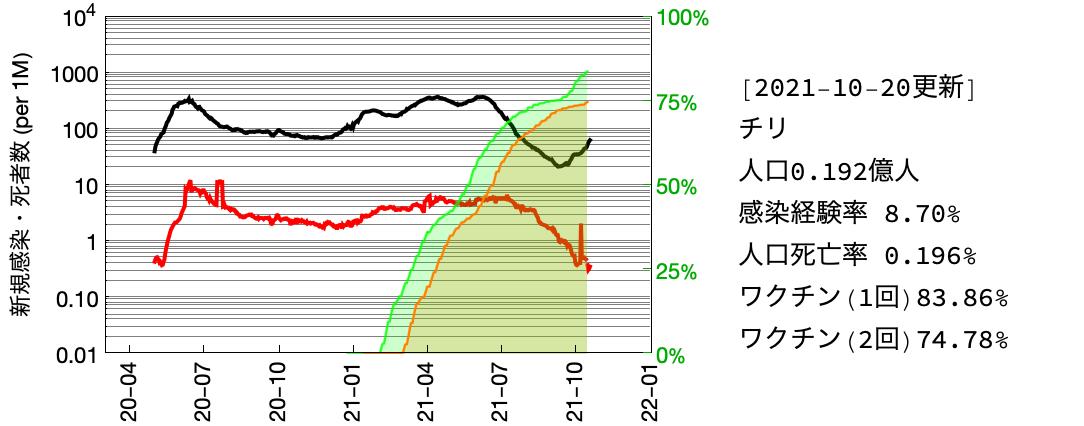 10^4
1000
100
10
1
0.10
0.01
新規感染・死者数 (per 1M)
100%
75%
50%
25%
0%
20-04
20-07
20-10
21-01
21-04
21-07
21-10
22-01
[2021-10-20更新]
チリ
人口0.192億人
感染経験率 8.70%
人口死亡率 0.196%
ワクチン(1回)83.86%
ワクチン(2回)74.78%